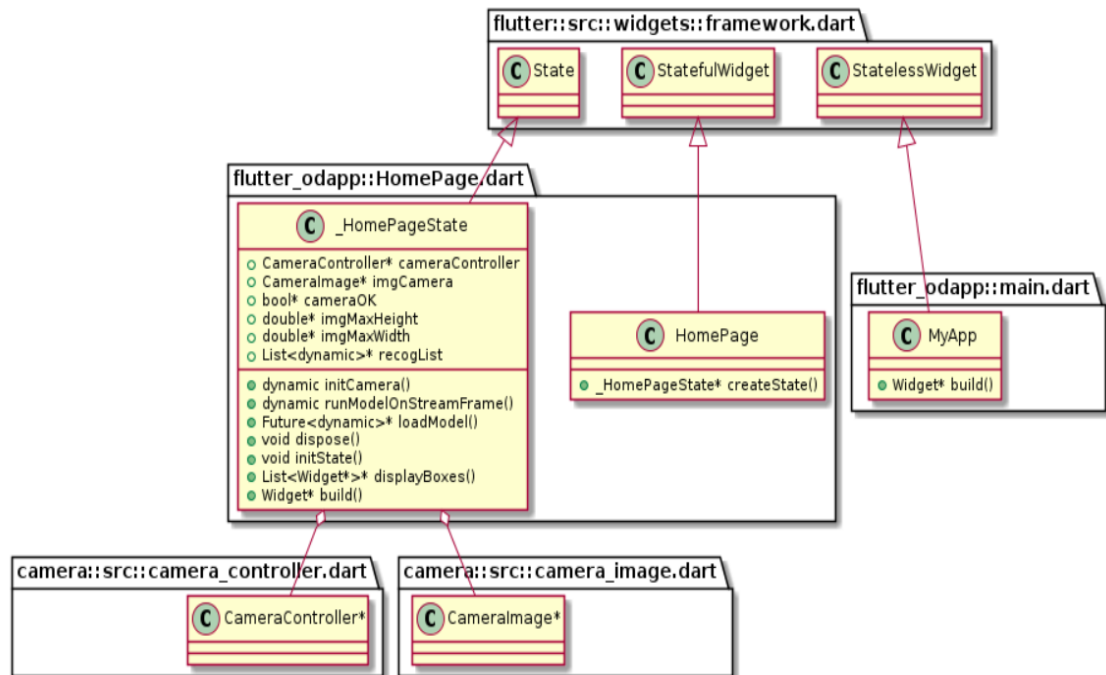 flutter::src::widgets::framework.dart
C State
C StatefulWidget
C StatelessWidget
flutter_odapp::HomePage.dart
C _HomePageState
CameraController* cameraController
CameraImage* imgCamera
bool* cameraOK
double* imgMaxHeight
double* imgMaxWidth
List<dynamic>* recogList
dynamic initCamera()
dynamic runModelOnStreamFrame()
Future<dynamic>* loadModel()
void dispose()
void initState()
List<Widget*>* displayBoxes()
Widget* build()
C HomePage
_HomePageState* createState()
flutter_odapp::main.dart
C MyApp
Widget* build()
camera::src::camera_controller.dart
C CameraController*
camera::src::camera_image.dart
C CameraImage*